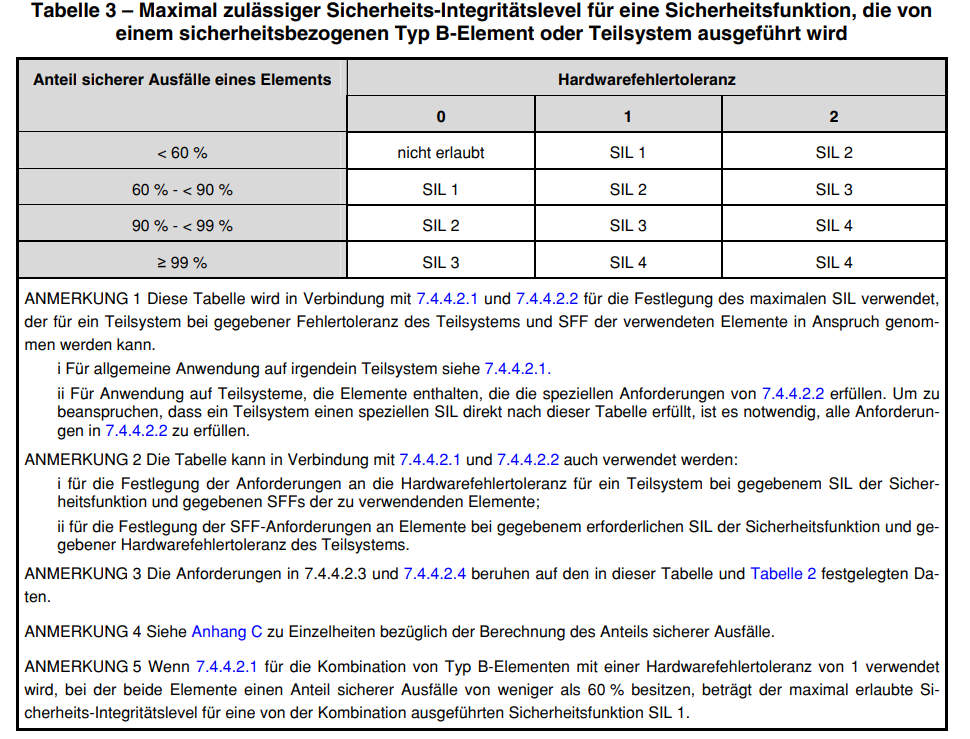 Tabelle 3 – Maximal zulässiger Sicherheits-Integritätslevel für eine Sicherheitsfunktion, die von
einem sicherheitsbezogenen Typ B-Element oder Teilsystem ausgeführt wird
Anteil sicherer Ausfälle eines Elements
Hardwarefehlertoleranz
0 1 2
< 60 % nicht erlaubt SIL 1 SIL 2
60 % - < 90 % SIL 1 SIL 2 SIL 3
90 % - < 99 % SIL 2 SIL 3 SIL 4
≥ 99 % SIL 3 SIL 4 SIL 4
ANMERKUNG 1 Diese Tabelle wird in Verbindung mit 7.4.4.2.1 und 7.4.4.2.2 für die Festlegung des maximalen SIL verwendet,
der für ein Teilsystem bei gegebener Fehlertoleranz des Teilsystems und SFF der verwendeten Elemente in Anspruch genom-
men werden kann.
i Für allgemeine Anwendung auf irgendein Teilsystem siehe 7.4.4.2.1.
ii Für Anwendung auf Teilsysteme, die Elemente enthalten, die die speziellen Anforderungen von 7.4.4.2.2 erfüllen. Um zu
beanspruchen, dass ein Teilsystem einen speziellen SIL direkt nach dieser Tabelle erfüllt, ist es notwendig, alle Anforderun-
gen in 7.4.4.2.2 zu erfüllen.
ANMERKUNG 2 Die Tabelle kann in Verbindung mit 7.4.4.2.1 und 7.4.4.2.2 auch verwendet werden:
i für die Festlegung der Anforderungen an die Hardwarefehlertoleranz für ein Teilsystem bei gegebenem SIL der Sicher-
heitsfunktion und gegebenen SFFs der zu verwendenden Elemente;
ii für die Festlegung der SFF-Anforderungen an Elemente bei gegebenem erforderlichen SIL der Sicherheitsfunktion und ge-
gebener Hardwarefehlertoleranz des Teilsystems.
ANMERKUNG 3 Die Anforderungen in 7.4.4.2.3 und 7.4.4.2.4 beruhen auf den in dieser Tabelle und Tabelle 2 festgelegten Da-
ten.
ANMERKUNG 4 Siehe Anhang C zu Einzelheiten bezüglich der Berechnung des Anteils sicherer Ausfälle.
ANMERKUNG 5 Wenn 7.4.4.2.1 für die Kombination von Typ B-Elementen mit einer Hardwarefehlertoleranz von 1 verwendet
wird, bei der beide Elemente einen Anteil sicherer Ausfälle von weniger als 60 % besitzen, beträgt der maximal erlaubte Si-
cherheits-Integritätslevel für eine von der Kombination ausgeführten Sicherheitsfunktion SIL 1.